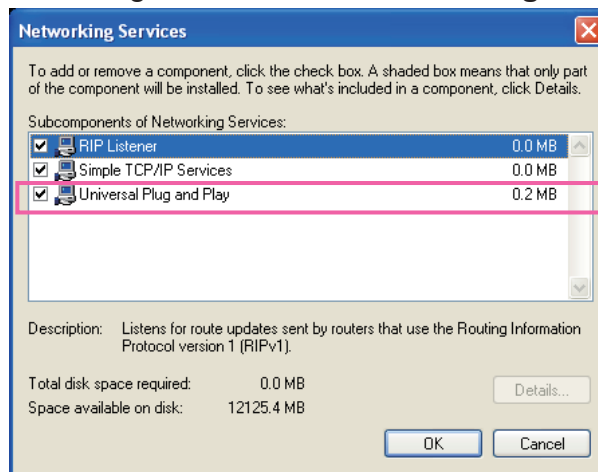 Networking Services
To add or remove a component, click the check box. A shaded box means that only part
of the component will be installed. To see what's included in a component, click Details.
Subcomponents of Networking Services:
RIP Listener 0.0 MB
Simple TCP/IP Services 0.0 MB
Universal Plug and Play 0.2 MB
Description: Listens for route updates sent by routers that use the Routing Information
Protocol version 1 (RIPv1).
Total disk space required: 0.0 MB
Details...
Space available on disk: 12125.4 MB
OK Cancel